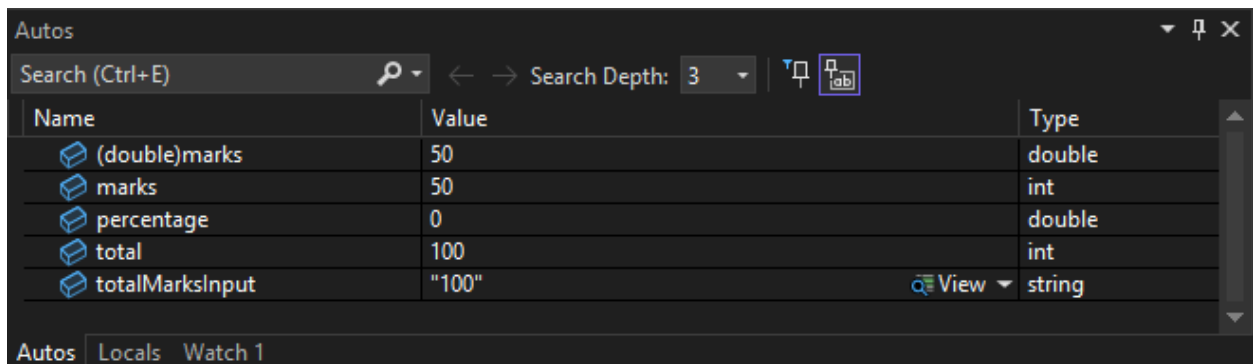 Autos
Search (Ctrl+E) Search Depth: 3
Name Value Type
(double)marks 50 double
marks 50 int
percentage 0 double
total 100 int
totalMarksInput "100" View string
Autos Locals Watch 1